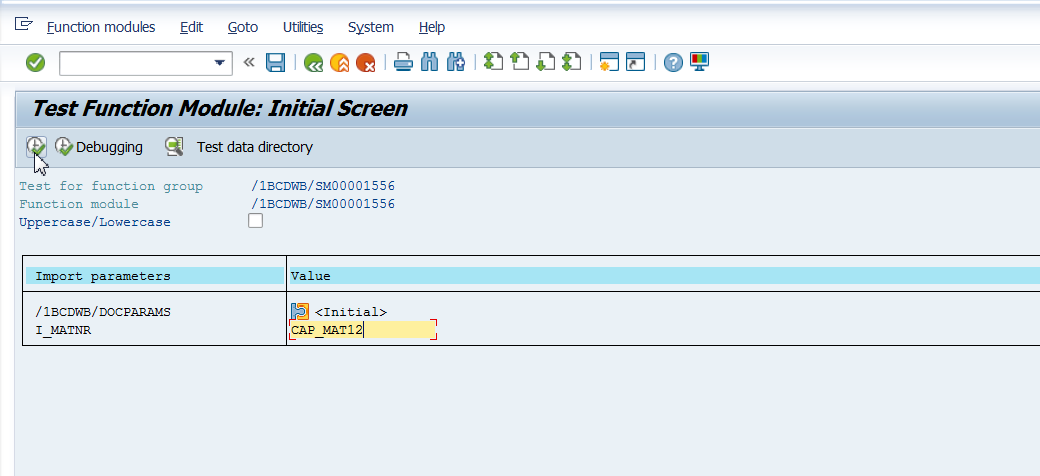 Function modules Edit Goto Utilities System Help
Test Function Module: Initial Screen
Debugging Test data directory
Test for function group /1BCDWB/SM00001556
Function module /1BCDWB/SM00001556
Uppercase/Lowercase
Import parameters Value
/1BCDWB/DOCPARAMS <Initial>
I_MATNR CAP_MAT12